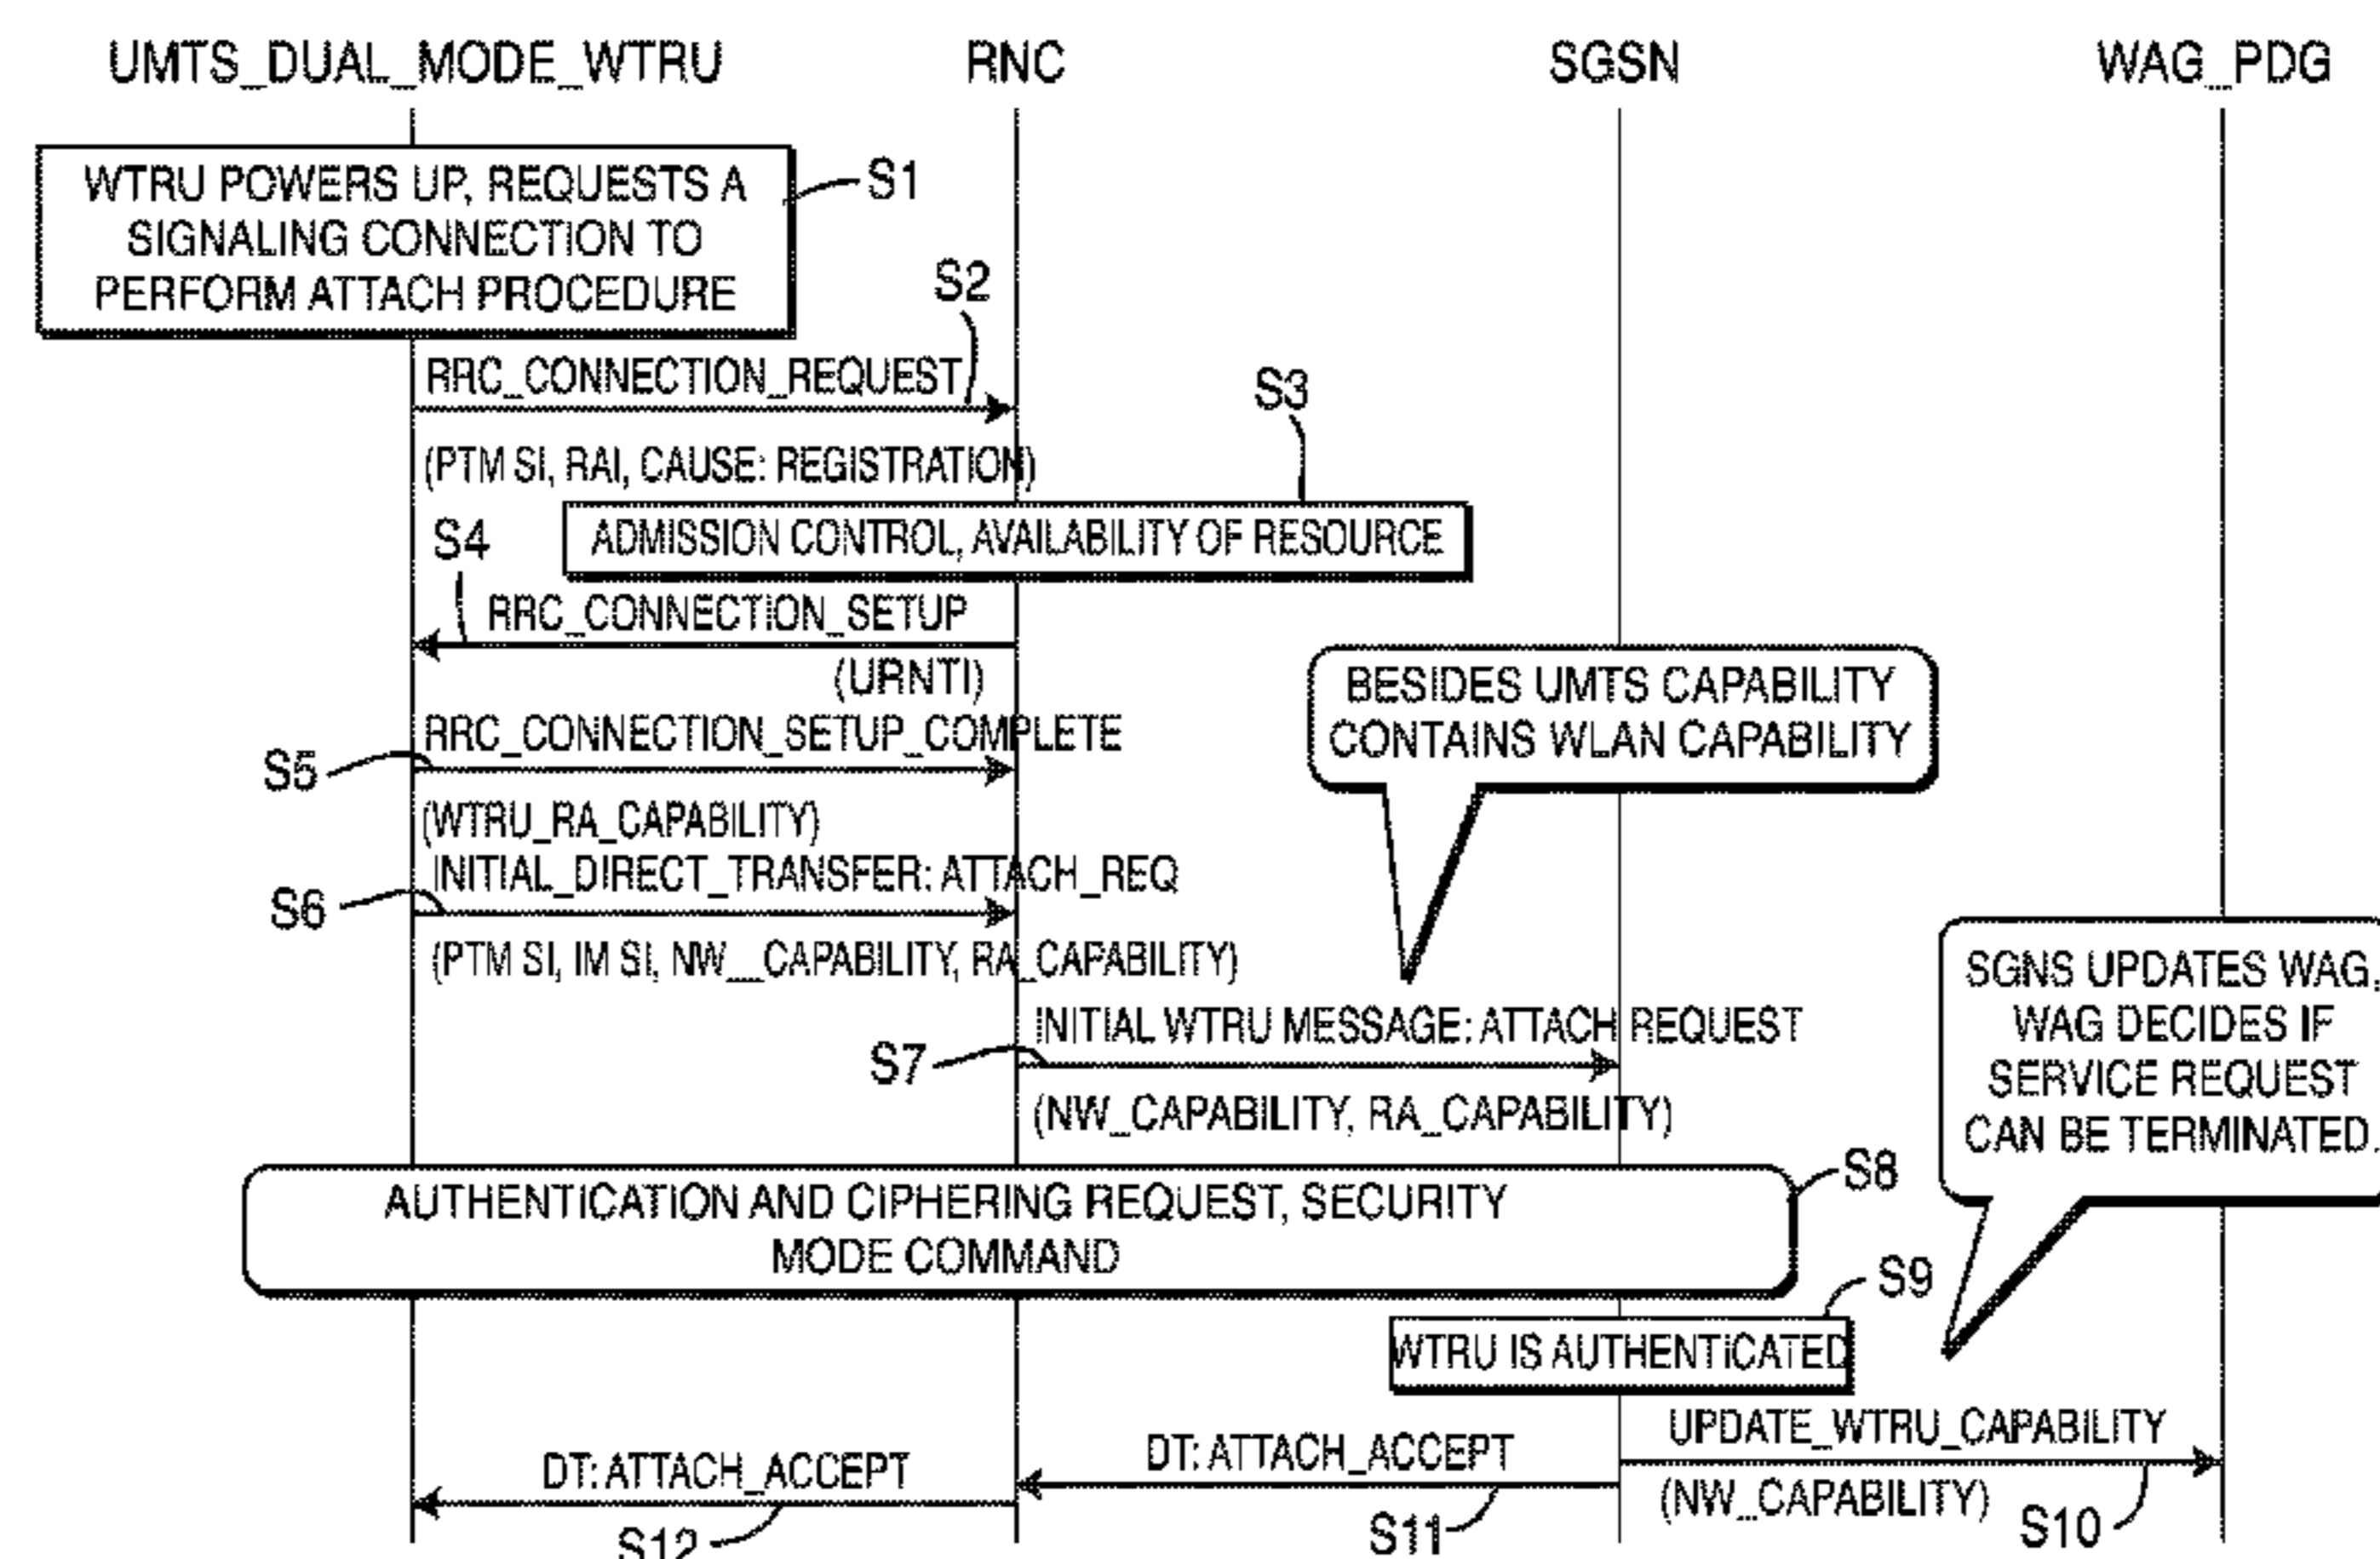 UMTS_DUAL_MODE_WTRU RNC SGSN WAG_PDG
WTRU POWERS UP, REQUESTS A
SIGNALING CONNECTION TO
PERFORM ATTACH PROCEDURE
S1
S2
RRC_CONNECTION_REQUEST
(PTM SI, RAI, CAUSE: REGISTRATION)
S3
ADMISSION CONTROL, AVAILABILITY OF RESOURCE
S4
RRC_CONNECTION_SETUP
(URNTI)
BESIDES UMTS CAPABILITY
CONTAINS WLAN CAPABILITY
RRC_CONNECTION_SETUP_COMPLETE
S5
(WTRU_RA_CAPABILITY)
INITIAL_DIRECT_TRANSFER: ATTACH_REQ
S6
(PTM SI, IM SI, NW__CAPABILITY, RA_CAPABILITY)
SGNS UPDATES WAG.
WAG DECIDES IF
SERVICE REQUEST
CAN BE TERMINATED.
INITIAL WTRU MESSAGE: ATTACH REQUEST
S7
(NW_CAPABILITY, RA_CAPABILITY)
S8
AUTHENTICATION AND CIPHERING REQUEST, SECURITY
MODE COMMAND
S9
WTRU IS AUTHENTICATED
UPDATE_WTRU_CAPABILITY
(NW_CAPABILITY)
S10
DT: ATTACH_ACCEPT
S11
DT: ATTACH_ACCEPT
S12